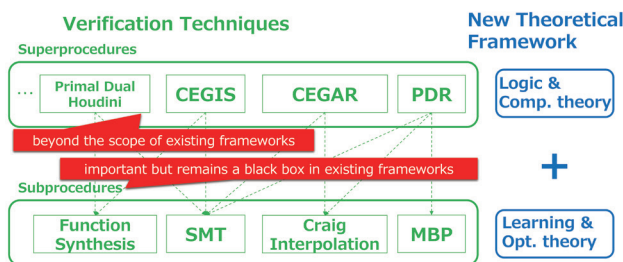 Verification Techniques
New Theoretical
Framework
Superprocedures
...
Primal Dual
Houdini
CEGIS
CEGAR
PDR
Logic &
Comp. theory
beyond the scope of existing frameworks
important but remains a black box in existing frameworks
+
Subprocedures
Function
Synthesis
SMT
Craig
Interpolation
MBP
Learning &
Opt. theory